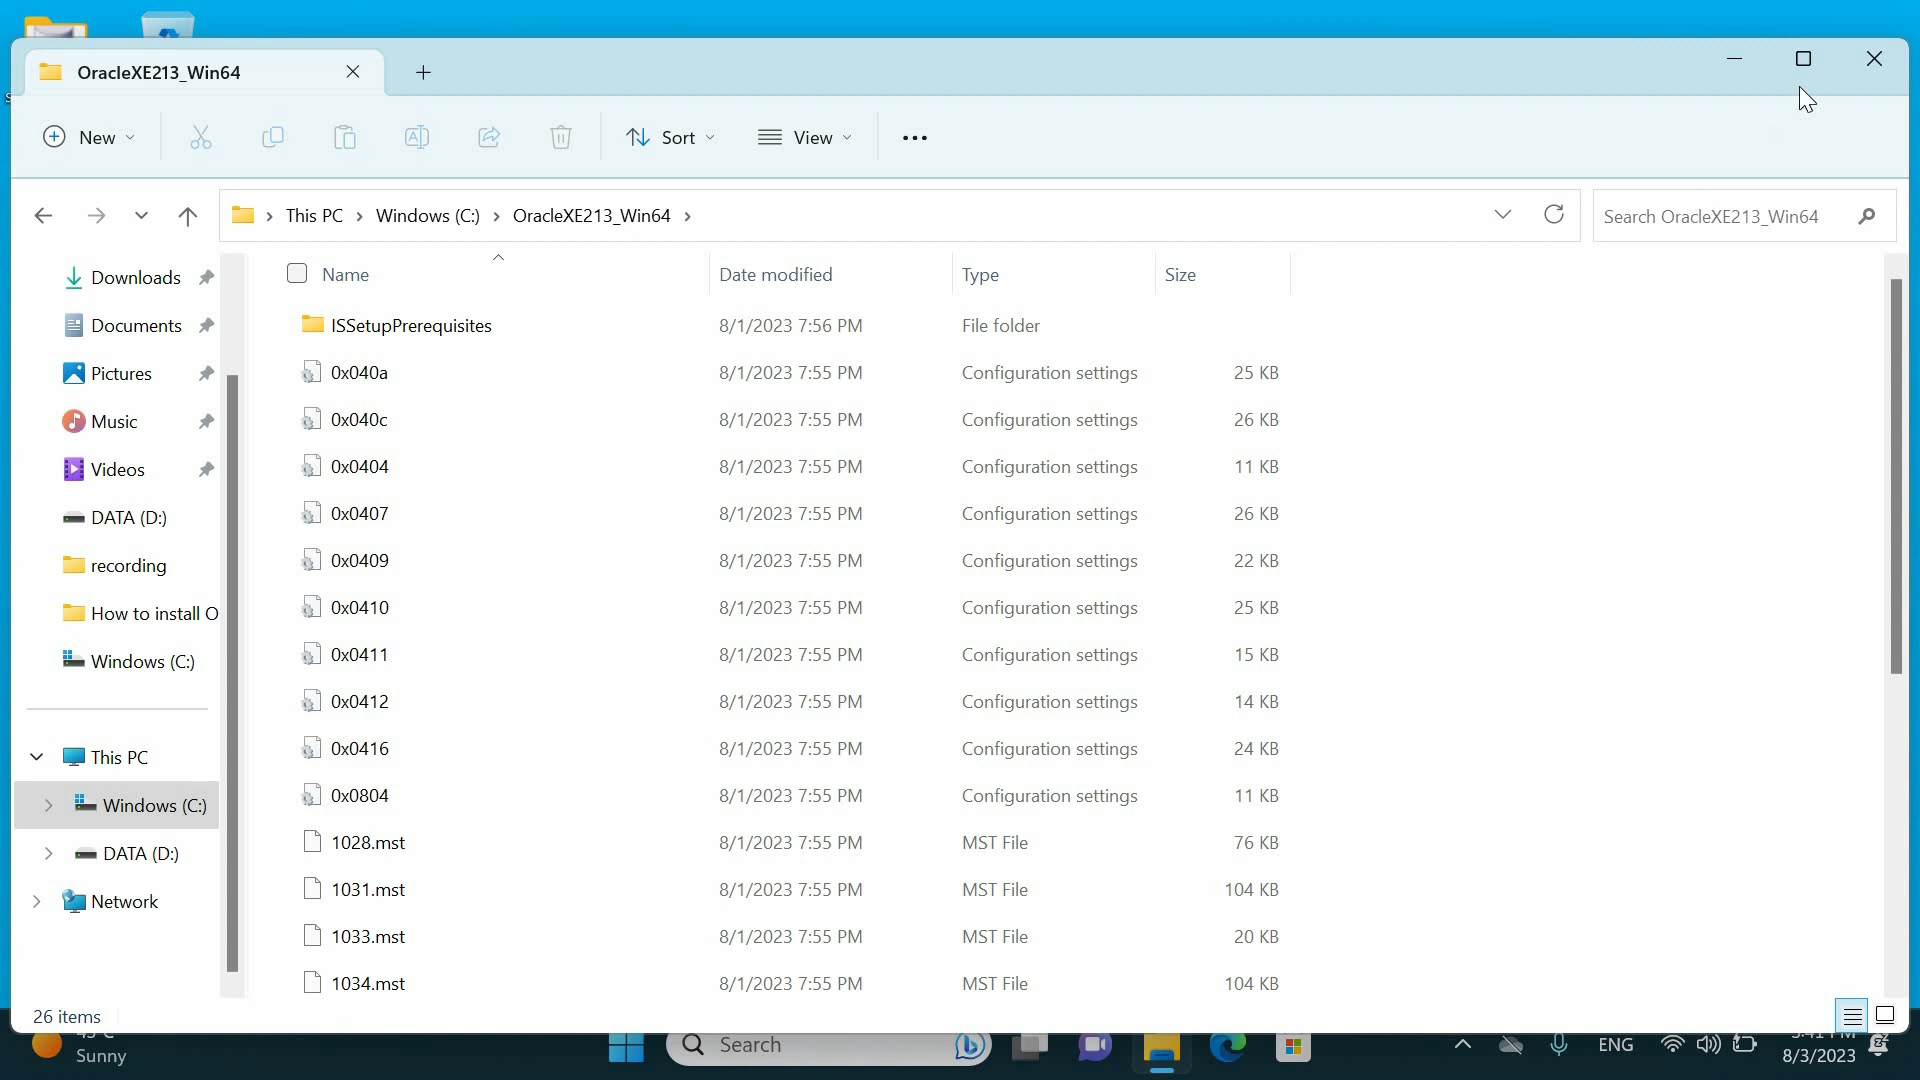 OracleXE213_Win64
New
Sort
View
This PC
Windows (C:)
OracleXE213_Win64
Search OracleXE213_Win64
Name
Date modified
Type
Size
Downloads
Documents
Pictures
Music
Videos
DATA (D:)
recording
How to install O
Windows (C:)
This PC
Windows (C:)
DATA (D:)
Network
ISSetupPrerequisites 8/1/2023 7:56 PM File folder
0x040a 8/1/2023 7:55 PM Configuration settings 25 KB
0x040c 8/1/2023 7:55 PM Configuration settings 26 KB
0x0404 8/1/2023 7:55 PM Configuration settings 11 KB
0x0407 8/1/2023 7:55 PM Configuration settings 26 KB
0x0409 8/1/2023 7:55 PM Configuration settings 22 KB
0x0410 8/1/2023 7:55 PM Configuration settings 25 KB
0x0411 8/1/2023 7:55 PM Configuration settings 15 KB
0x0412 8/1/2023 7:55 PM Configuration settings 14 KB
0x0416 8/1/2023 7:55 PM Configuration settings 24 KB
0x0804 8/1/2023 7:55 PM Configuration settings 11 KB
1028.mst 8/1/2023 7:55 PM MST File 76 KB
1031.mst 8/1/2023 7:55 PM MST File 104 KB
1033.mst 8/1/2023 7:55 PM MST File 20 KB
1034.mst 8/1/2023 7:55 PM MST File 104 KB
26 items
Sunny
Search
ENG
8/3/2023